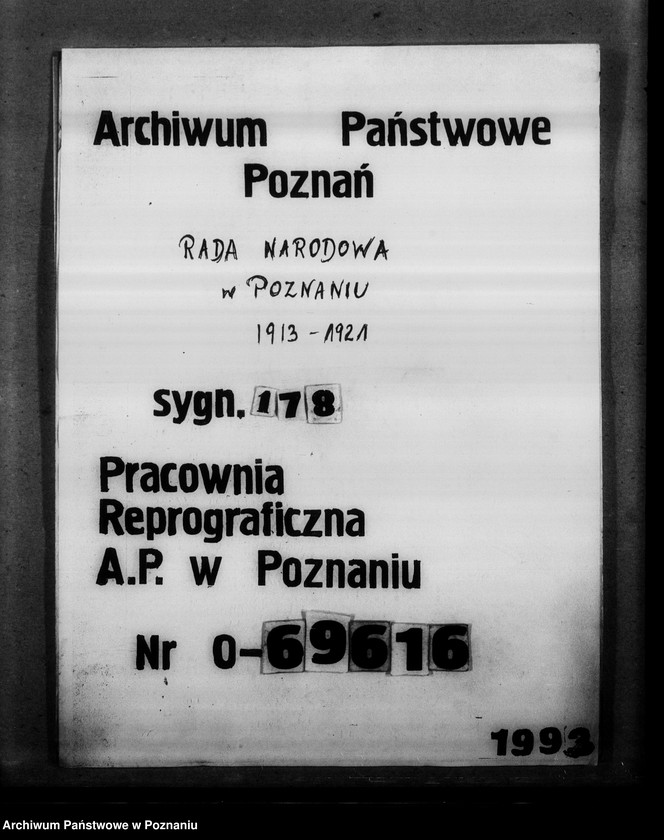 Archiwum Państwowe
Poznań
RADA NARODOWA
w POZNANIU
1913-1921
sygn. 178
Pracownia
Reprograficzna
A.P. w Poznaniu
Nr 0-69616
1993
Archiwum Państwowe w Poznaniu